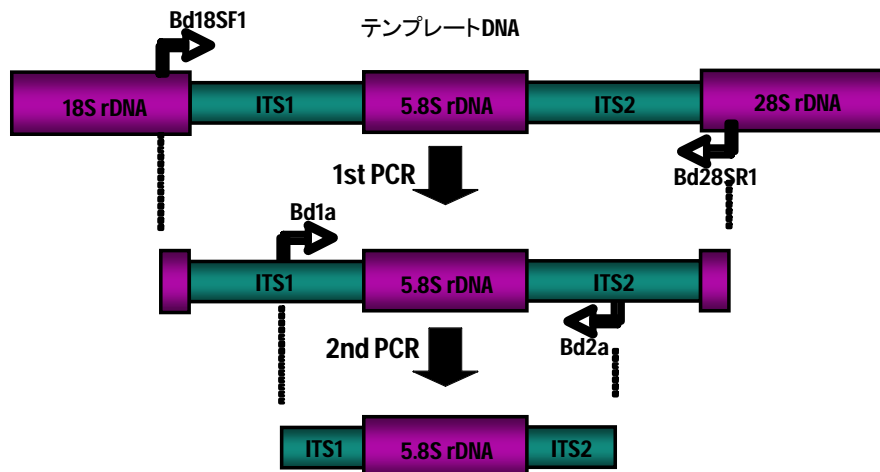 Bd18SF1
テンプレートDNA
18S rDNA
ITS1
5.8S rDNA
ITS2
28S rDNA
1st PCR
Bd28SR1
Bd1a
ITS1
5.8S rDNA
ITS2
2nd PCR
Bd2a
ITS1
5.8S rDNA
ITS2